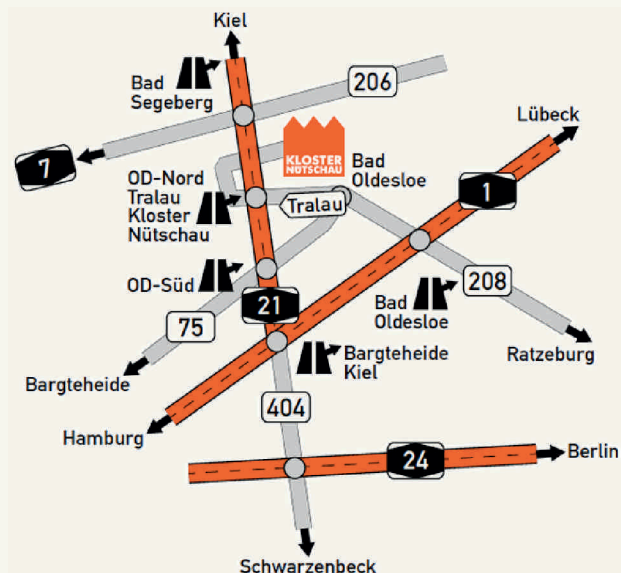 Kiel
Bad
Segeberg
206
7
Lübeck
KLOSTER
NÜTSCHAU
Bad
Oldesloe
1
OD-Nord
Tralau
Kloster
Nütschau
Tralau
OD-Süd
21
75
Bad
Oldesloe
208
Bargteheide
Bargteheide
Kiel
Ratzeburg
404
Hamburg
24
Berlin
Schwarzenbeck